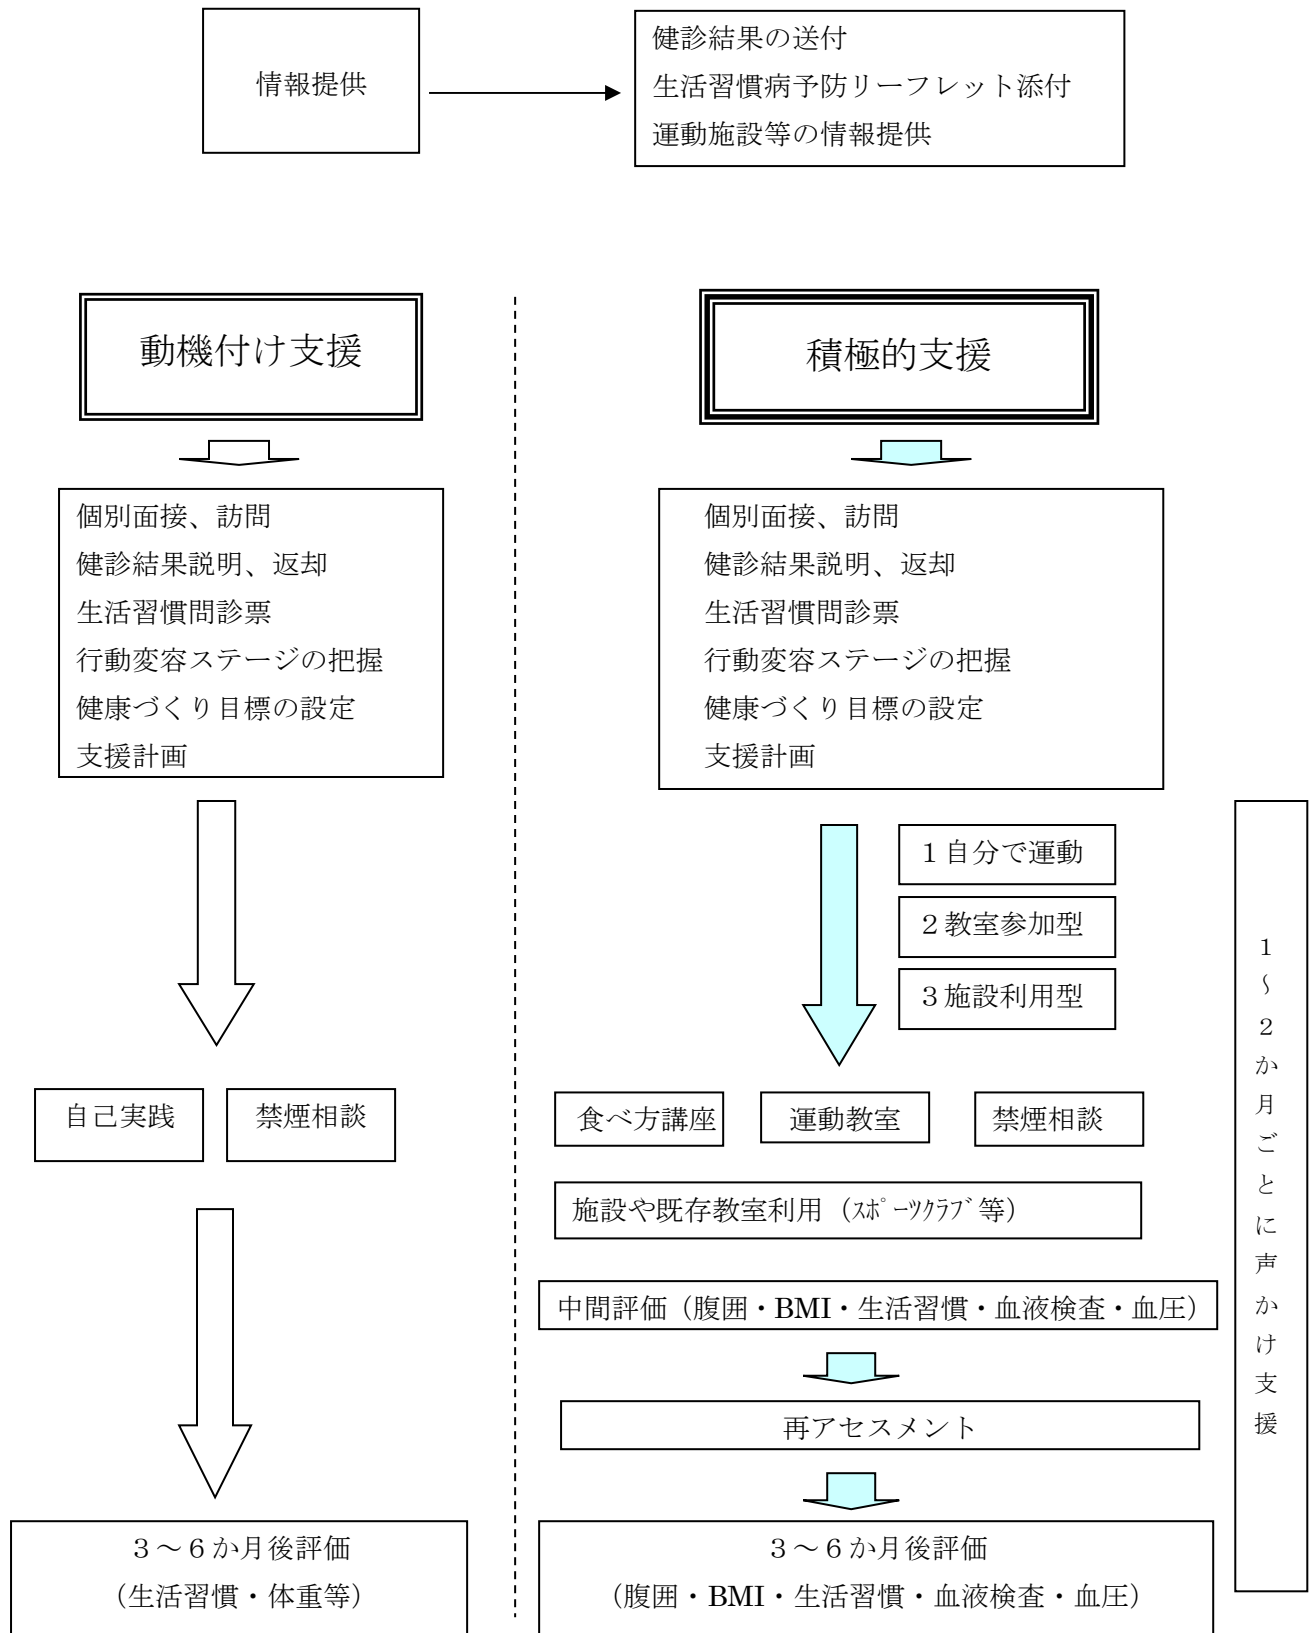 情報提供
健診結果の送付
生活習慣病予防リーフレット添付
運動施設等の情報提供
動機付け支援
個別面接、訪問
健診結果説明、返却
生活習慣問診票
行動変容ステージの把握
健康づくり目標の設定
支援計画
自己実践
禁煙相談
３～６か月後評価
（生活習慣・体重等）
積極的支援
個別面接、訪問
健診結果説明、返却
生活習慣問診票
行動変容ステージの把握
健康づくり目標の設定
支援計画
１自分で運動
２教室参加型
３施設利用型
食べ方講座
運動教室
禁煙相談
施設や既存教室利用（ｽﾎﾟｰﾂｸﾗﾌﾞ等）
中間評価（腹囲・BMI・生活習慣・血液検査・血圧）
再アセスメント
３～６か月後評価
（腹囲・BMI・生活習慣・血液検査・血圧）
１～２か月ごとに声かけ支援